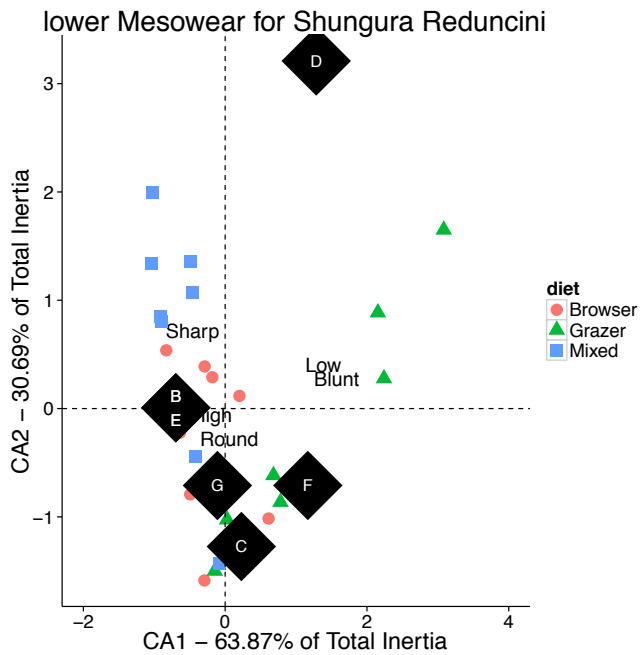 lower Mesowear for Shungura Reduncini
D
3
2
1
0
−1
CA2 − 30.69% of Total Inertia
Sharp
Low
Blunt
B
E
High
Round
G
F
C
−2
0
2
4
CA1 − 63.87% of Total Inertia
diet
Browser
Grazer
Mixed